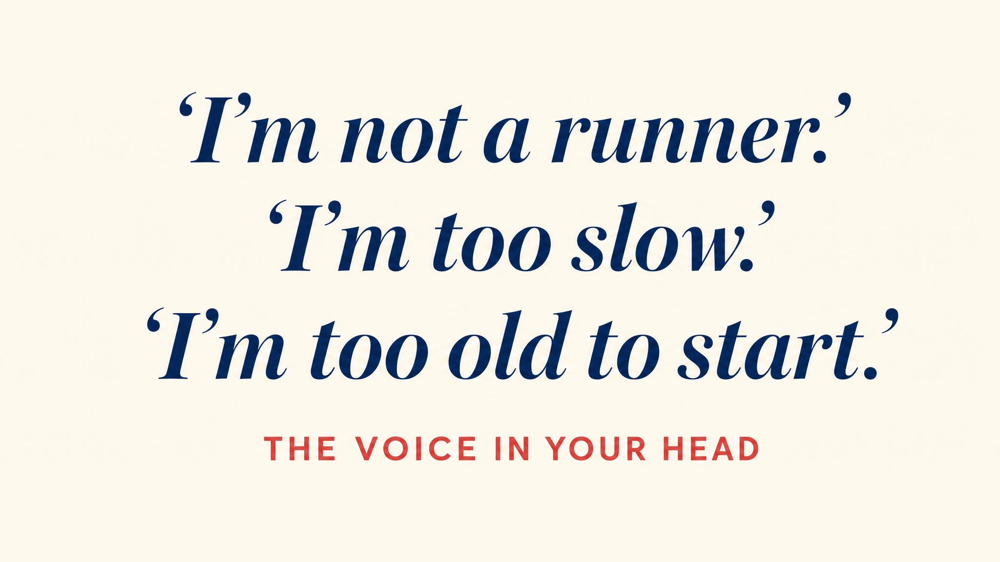 ‘I’m not a runner.’
‘I’m too slow.’
‘I’m too old to start.’
THE VOICE IN YOUR HEAD